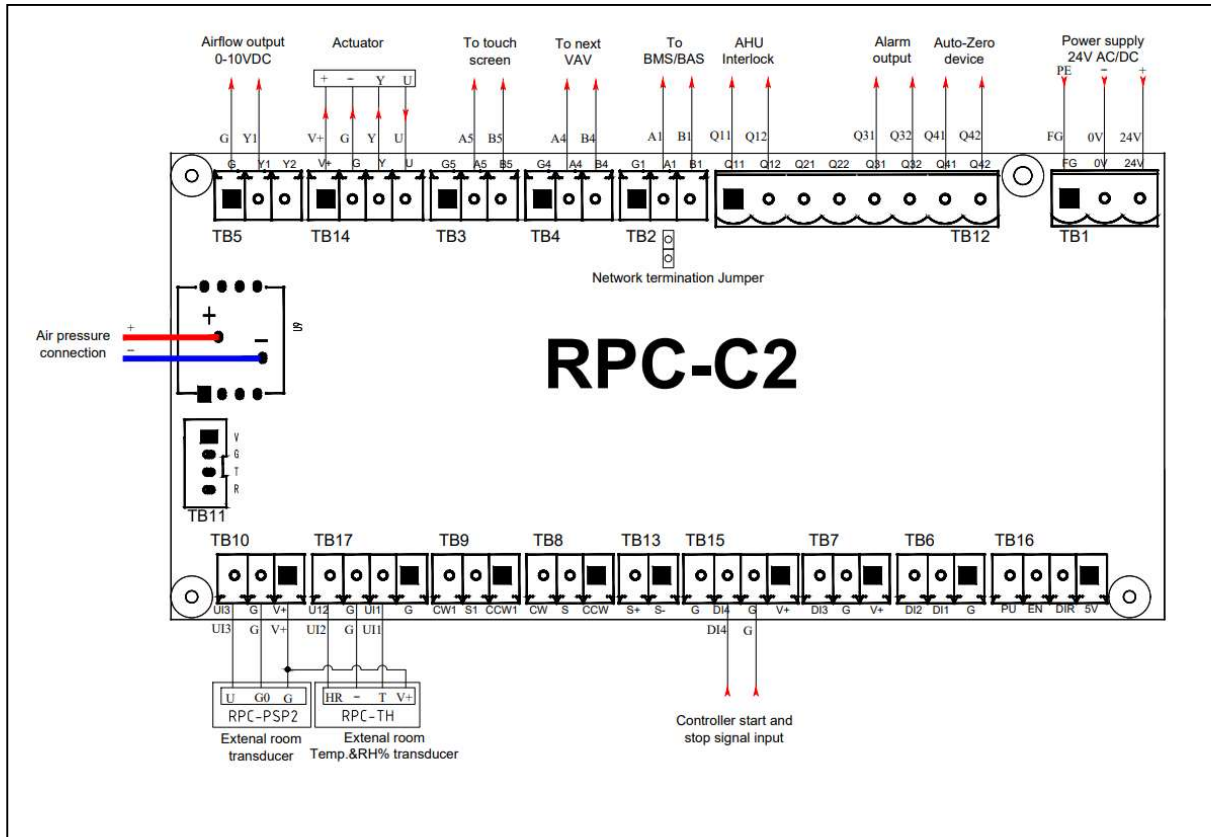 Airflow output Actuator To touch To next To AHU Alarm Auto-Zero Power supply
0-10VDC screen VAV BMS/BAS Interlock output device 24V AC/DC
PE − +
+ − Y U
G Y1 V+ G Y U A5 B5 A4 B4 A1 B1 Q11 Q12 Q31 Q32 Q41 Q42 FG 0V 24V
G Y1 Y2 V+ G Y U G5 A5 B5 G4 A4 B4 G1 A1 B1 Q11 Q12 Q21 Q22 Q31 Q32 Q41 Q42 FG 0V 24V
TB5 TB14 TB3 TB4 TB2 TB12 TB1
Network termination Jumper
+
−
U9
Air pressure
connection
+
−
RPC-C2
V
G
T
R
TB11
TB10 TB17 TB9 TB8 TB13 TB15 TB7 TB6 TB16
UI3 G V+ U12 G UI1 G CW1 S1 CCW1 CW S CCW S+ S- G DI4 G V+ DI3 G V+ DI2 DI1 G PU EN DIR 5V
UI3 G V+ UI2 G UI1 DI4 G
U G0 G HR − T V+
RPC-PSP2 RPC-TH
Extenal room
transducer
Extenal room
Temp.&RH% transducer
Controller start and
stop signal input